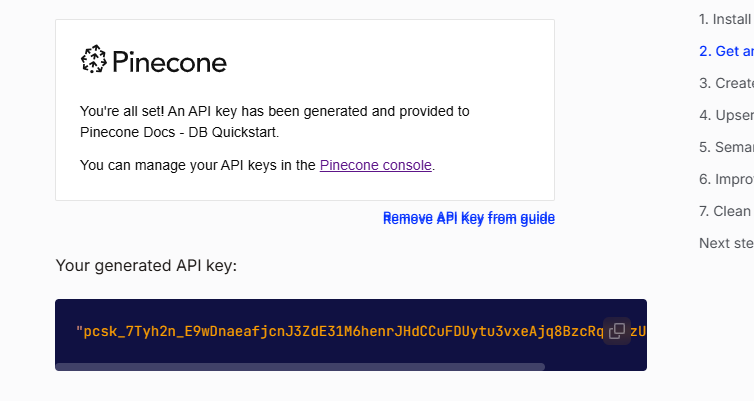 Pinecone
You're all set! An API key has been generated and provided to
Pinecone Docs - DB Quickstart.
You can manage your API keys in the Pinecone console.
Remove API Key from guide
Your generated API key:
"pcsk_7Tyh2n_E9wDnaeafjcnJ3ZdE31M6henrJHdCCuFDUytu3vxeAjq8BzcRq zU
1. Install
2. Get a
3. Create
4. Upser
5. Sema
6. Impro
7. Clean
Next ste